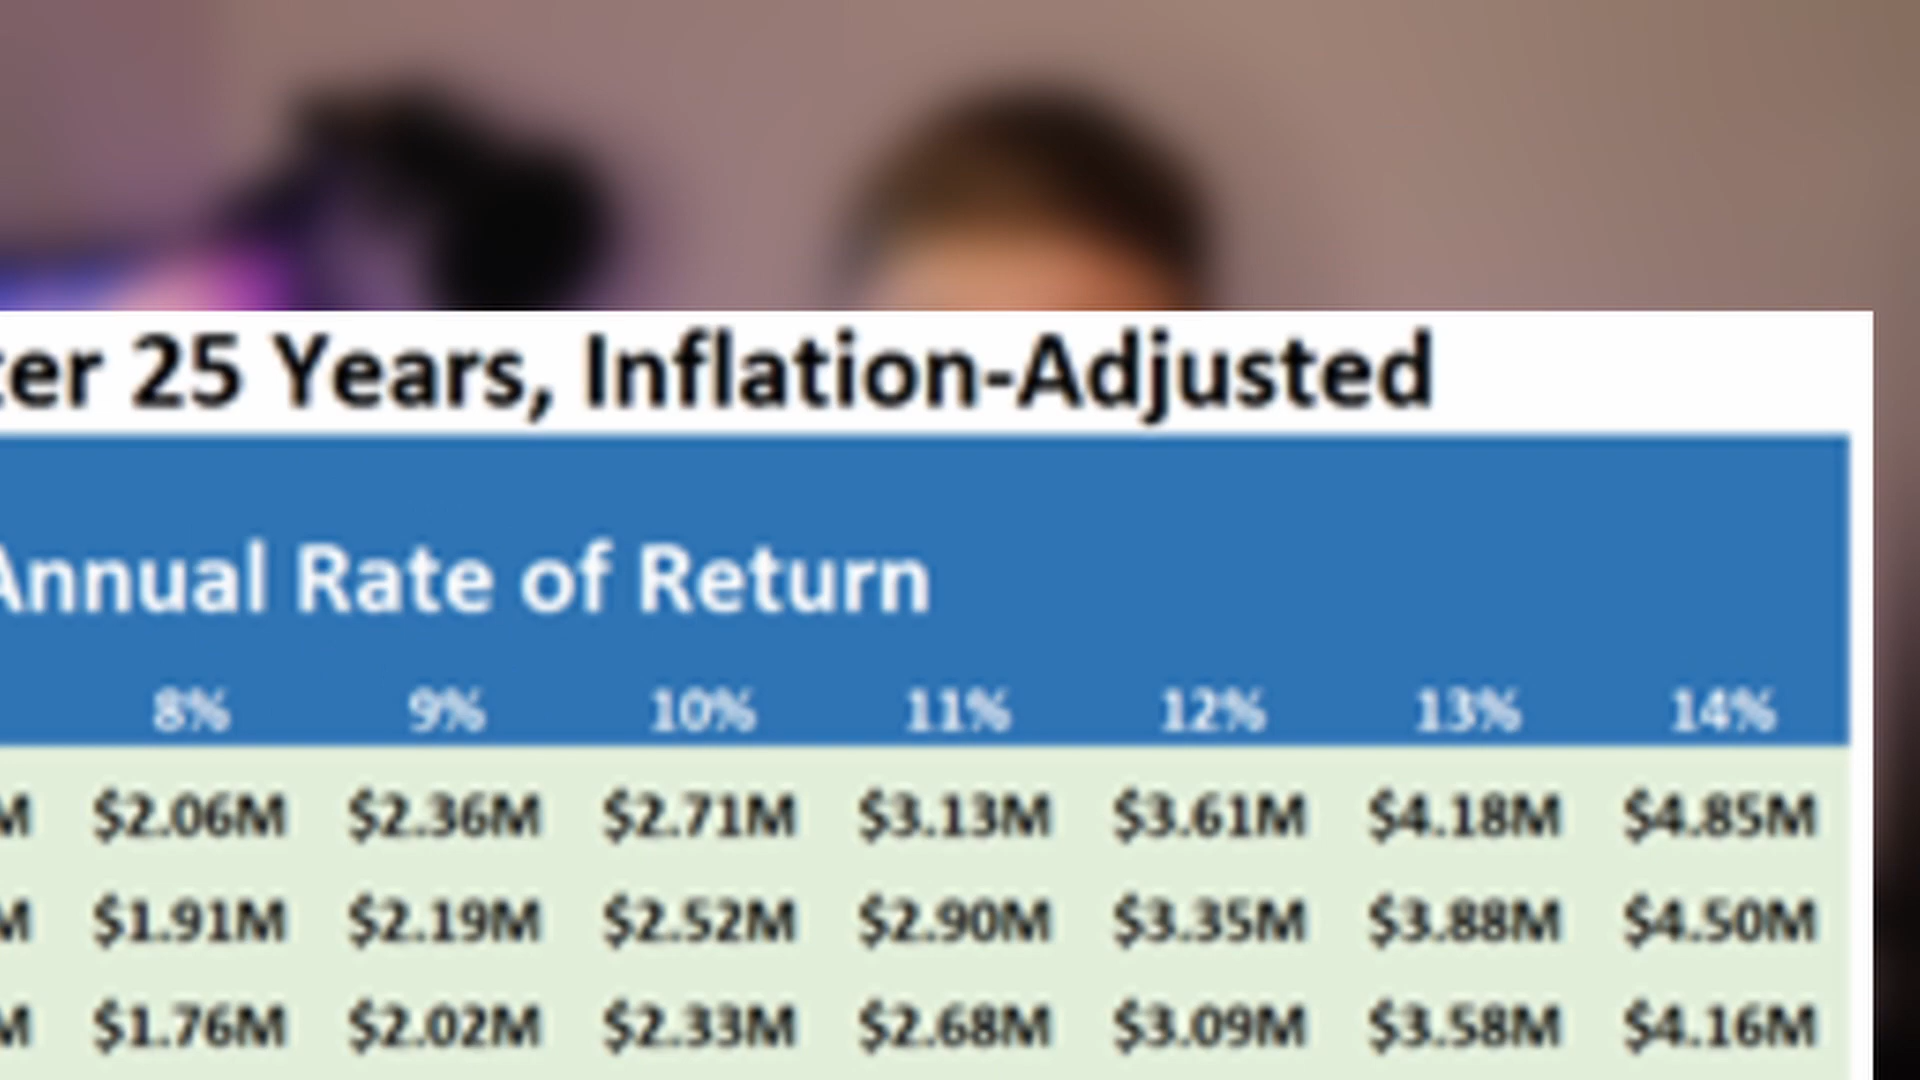 ter 25 Years, Inflation-Adjusted
Annual Rate of Return
8% 9% 10% 11% 12% 13% 14%
M $2.06M $2.36M $2.71M $3.13M $3.61M $4.18M $4.85M
M $1.91M $2.19M $2.52M $2.90M $3.35M $3.88M $4.50M
M $1.76M $2.02M $2.33M $2.68M $3.09M $3.58M $4.16M